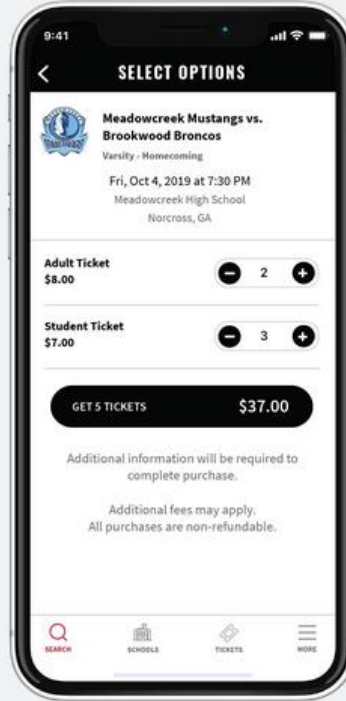 9:41
SELECT OPTIONS
Meadowcreek Mustangs vs.
Brookwood Broncos
Varsity - Homecoming
Fri, Oct 4, 2019 at 7:30 PM
Meadowcreek High School
Norcross, GA
Adult Ticket
$8.00
2
Student Ticket
$7.00
3
GET 5 TICKETS $37.00
Additional information will be required to
complete purchase.
Additional fees may apply.
All purchases are non-refundable.
SEARCH SCHOOLS TICKETS MORE